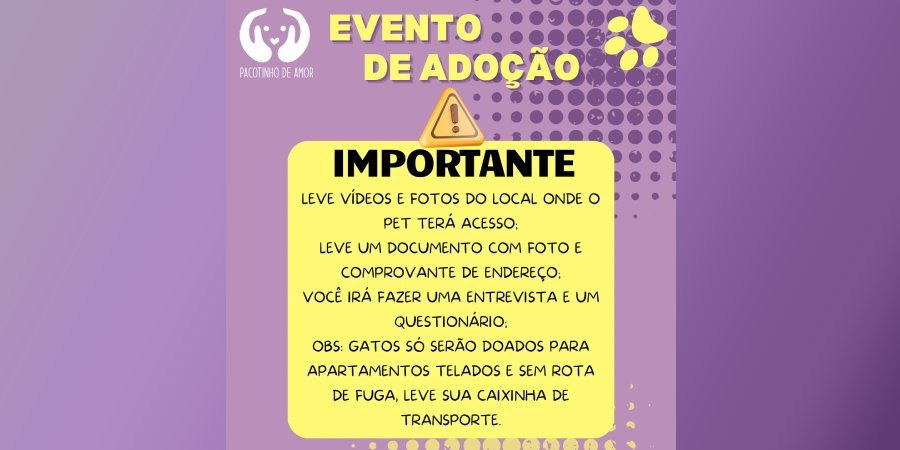 PACOTINHO DE AMOR
EVENTO
DE ADOÇÃO
IMPORTANTE
LEVE VÍDEOS E FOTOS DO LOCAL ONDE O
PET TERÁ ACESSO;
LEVE UM DOCUMENTO COM FOTO E
COMPROVANTE DE ENDEREÇO;
VOCÊ IRÁ FAZER UMA ENTREVISTA E UM
QUESTIONÁRIO;
OBS: GATOS SÓ SERÃO DOADOS PARA
APARTAMENTOS TELADOS E SEM ROTA
DE FUGA, LEVE SUA CAIXINHA DE
TRANSPORTE.